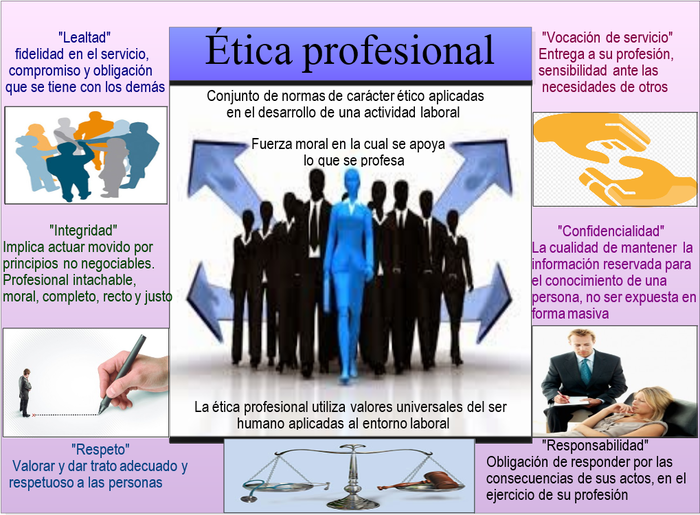 Ética profesional
Conjunto de normas de carácter ético aplicadas
en el desarrollo de una actividad laboral
Fuerza moral en la cual se apoya
lo que se profesa
La ética profesional utiliza valores universales del ser
humano aplicadas al entorno laboral
"Lealtad"
fidelidad en el servicio,
compromiso y obligación
que se tiene con los demás
"Integridad"
Implica actuar movido por
principios no negociables.
Profesional intachable,
moral, completo, recto y justo
"Respeto"
Valorar y dar trato adecuado y
respetuoso a las personas
"Vocación de servicio"
Entrega a su profesión,
sensibilidad ante las
necesidades de otros
"Confidencialidad"
La cualidad de mantener la
información reservada para
el conocimiento de una
persona, no ser expuesta en
forma masiva
"Responsabilidad"
Obligación de responder por las
consecuencias de sus actos, en el
ejercicio de su profesión